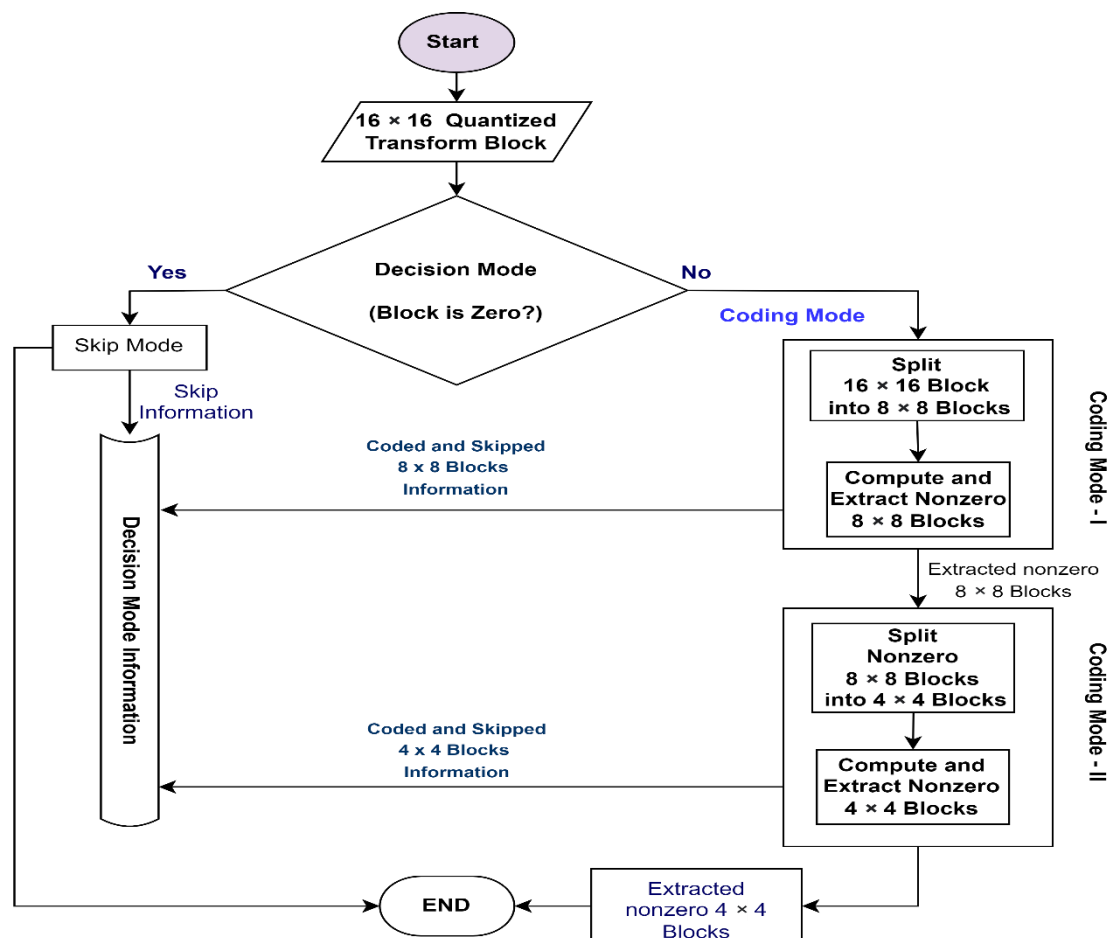 Start
16 × 16 Quantized
Transform Block
Decision Mode
(Block is Zero?)
Yes
No
Skip Mode
Skip
Information
Coding Mode
Split
16 × 16 Block
into 8 × 8 Blocks
Compute and
Extract Nonzero
8 × 8 Blocks
Coding Mode - I
Coded and Skipped
8 x 8 Blocks
Information
Decision Mode Information
Extracted nonzero
8 × 8 Blocks
Split
Nonzero
8 × 8 Blocks
into 4 × 4 Blocks
Compute and
Extract Nonzero
4 × 4 Blocks
Coding Mode - II
Coded and Skipped
4 x 4 Blocks
Information
Extracted
nonzero 4 × 4
Blocks
END